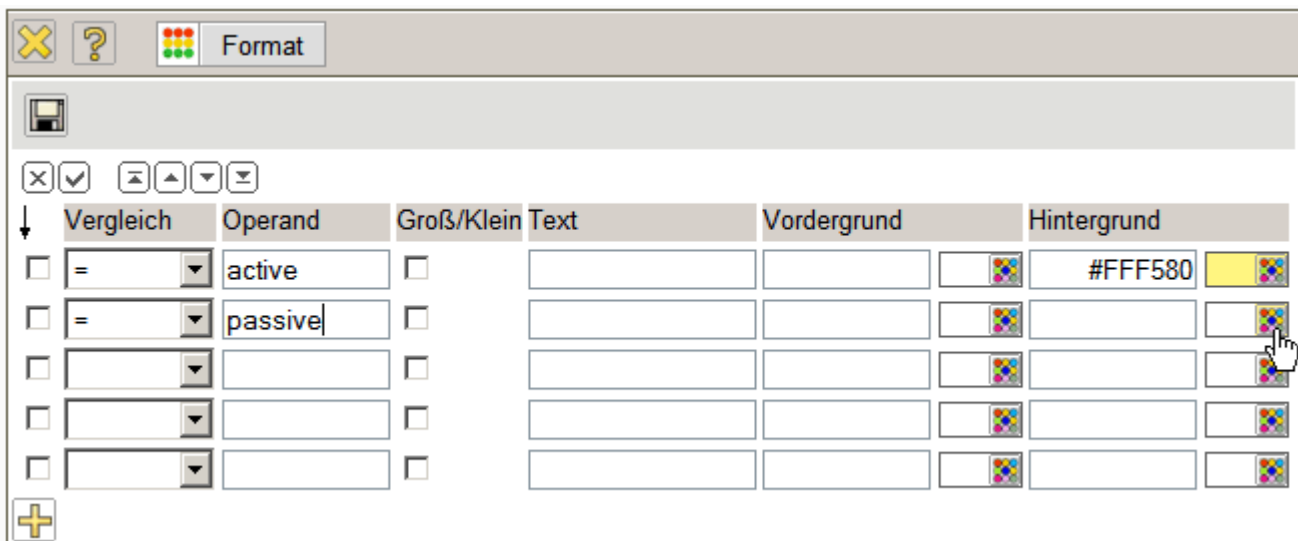 Format
Vergleich Operand Groß/Klein Text Vordergrund Hintergrund
= active #FFF580
= passive